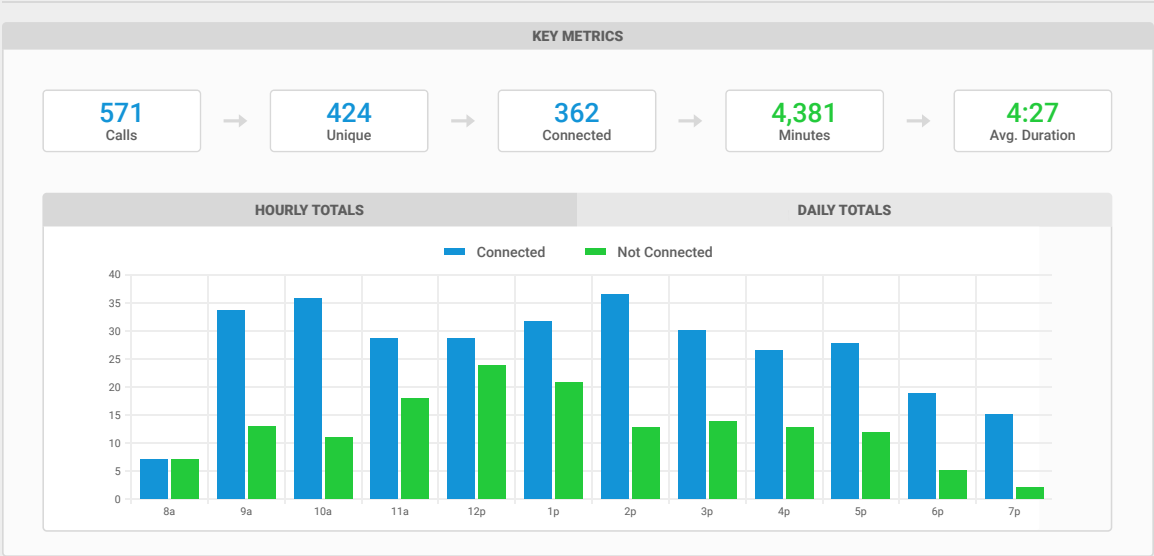 KEY METRICS
571 424 362 4,381 4:27
Calls Unique Connected Minutes Avg. Duration
HOURLY TOTALS DAILY TOTALS
Connected Not Connected
40
35
30
25
20
15
10
5
0
8a 9a 10a 11a 12p 1p 2p 3p 4p 5p 6p 7p